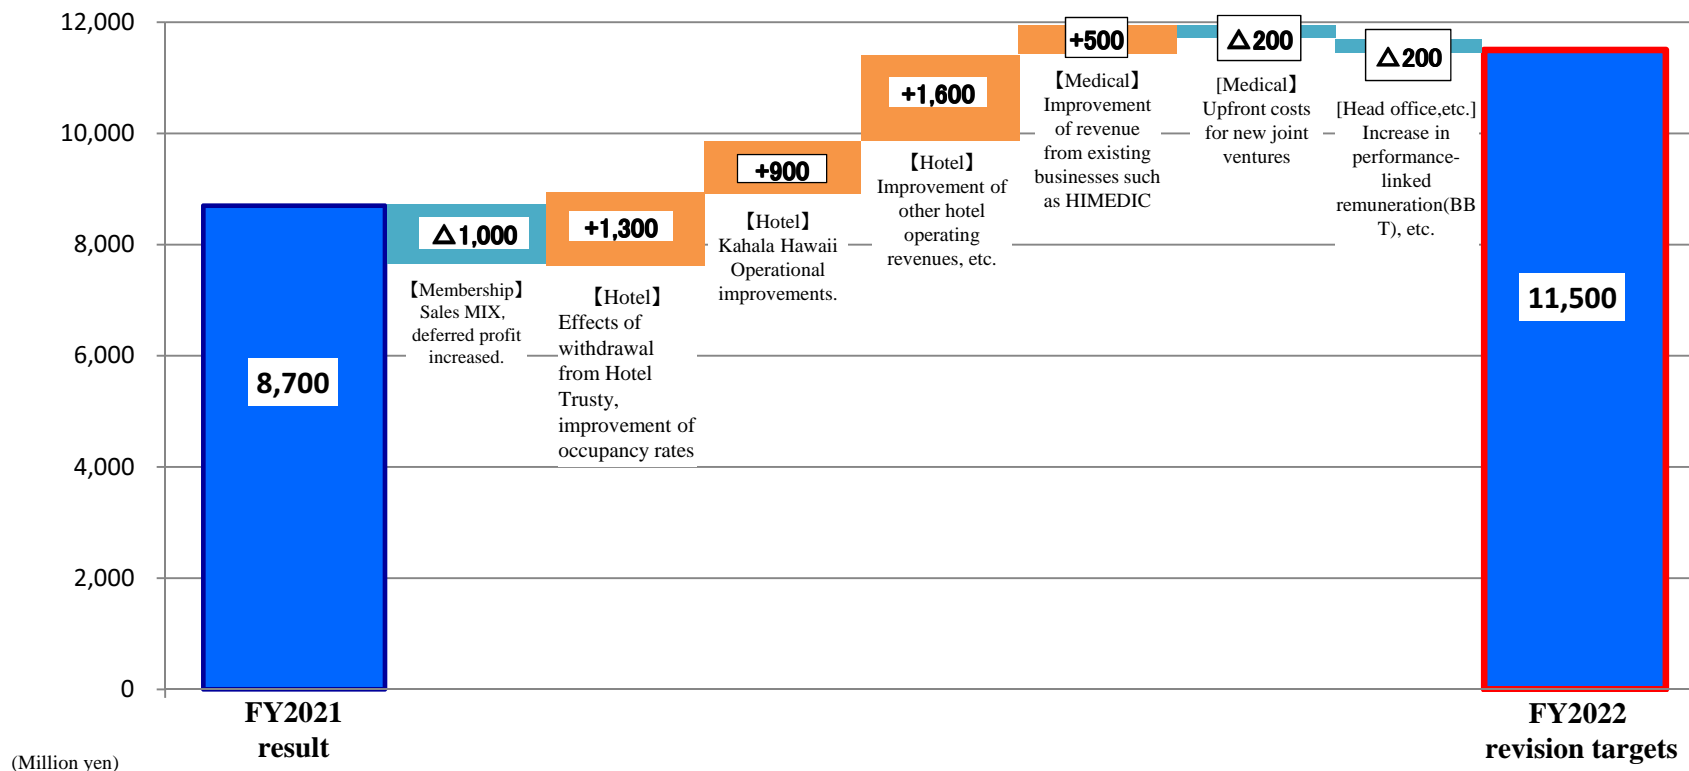 12,000
10,000
8,000
6,000
4,000
2,000
0
8,700
△1,000
【Membership】
Sales MIX,
deferred profit
increased.
+1,300
【Hotel】
Effects of
withdrawal
from Hotel
Trusty,
improvement of
occupancy rates
+900
【Hotel】
Kahala Hawaii
Operational
improvements.
+1,600
【Hotel】
Improvement of
other hotel
operating
revenues, etc.
+500
【Medical】
Improvement
of revenue
from existing
businesses such
as HIMEDIC
△200
[Medical】
Upfront costs
for new joint
ventures
△200
[Head office,etc.]
Increase in
performance-
linked
remuneration(BB
T), etc.
11,500
FY2021
result
FY2022
revision targets
(Million yen)